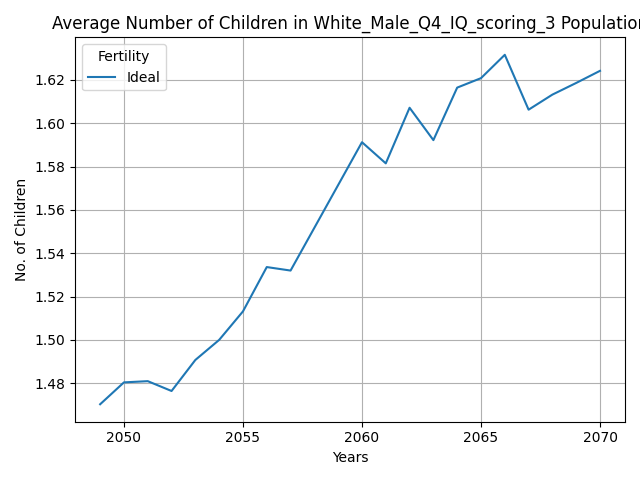 Average Number of Children in White_Male_Q4_IQ_scoring_3 Population
Fertility
Ideal
No. of Children
1.62
1.60
1.58
1.56
1.54
1.52
1.50
1.48
2050 2055 2060 2065 2070
Years